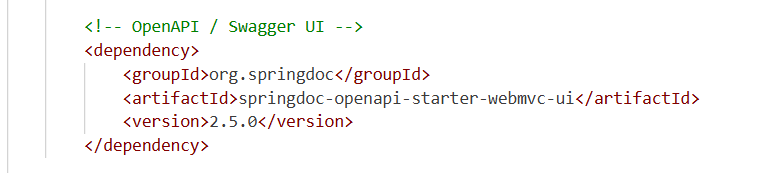 <!-- OpenAPI / Swagger UI -->
<dependency>
<groupId>org.springdoc</groupId>
<artifactId>springdoc-openapi-starter-webmvc-ui</artifactId>
<version>2.5.0</version>
</dependency>